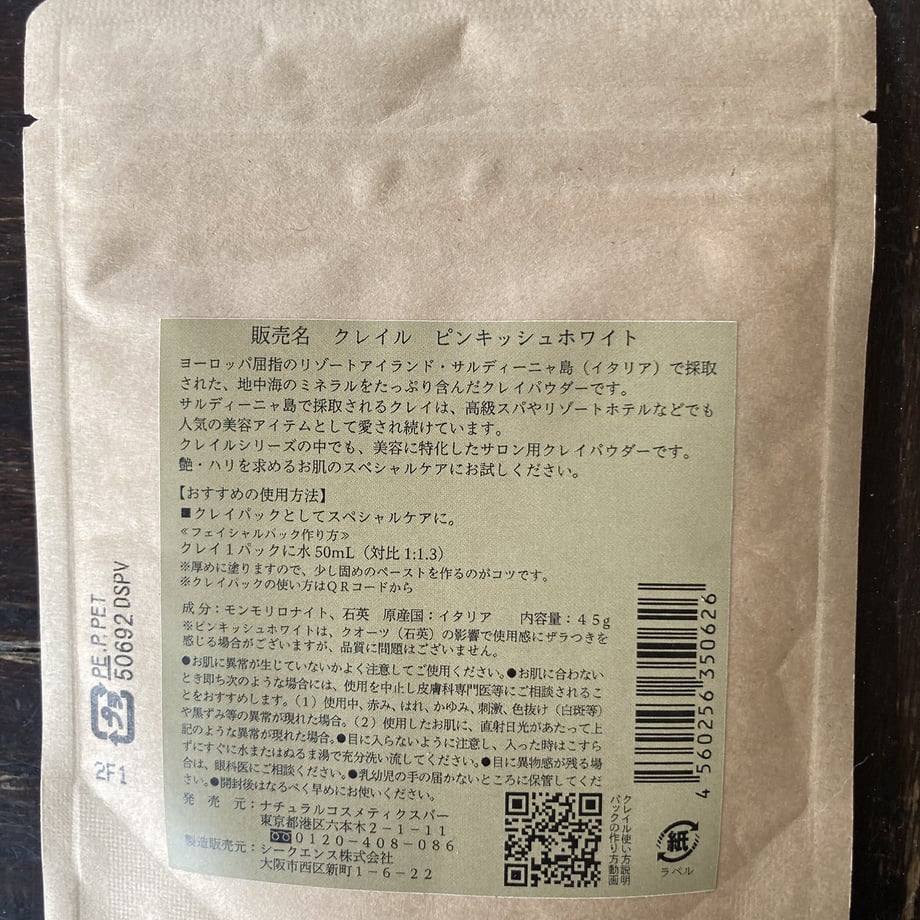 販売名　クレイル　ピンキッシュホワイト
ヨーロッパ屈指のリゾートアイランド・サルディーニャ島（イタリア）で採取
された、地中海のミネラルをたっぷり含んだクレイパウダーです。
サルディーニャ島で採取されるクレイは、高級スパやリゾートホテルなどでも
人気の美容アイテムとして愛され続けています。
クレイルシリーズの中でも、美容に特化したサロン用クレイパウダーです。
艶・ハリを求めるお肌のスペシャルケアにお試しください。
【おすすめの使用方法】
■クレイパックとしてスペシャルケアに。
≪フェイシャルパック作り方≫
クレイ１パックに水 50mL（対比 1:1.3）
※厚めに塗りますので、少し固めのペーストを作るのがコツです。
※クレイパックの使い方はＱＲコードから
成分：モンモリロナイト、石英　原産国：イタリア　　内容量：４５g
※ピンキッシュホワイトは、クオーツ（石英）の影響で使用感にザラつきを
感じる場合がございますが、品質に問題はございません。
●お肌に異常が生じていないかよく注意してご使用ください。●お肌に合わない
とき即ち次のような場合には、使用を中止し皮膚科専門医等にご相談されるこ
とをおすすめします。（1）使用中、赤み、はれ、かゆみ、刺激、色抜け（白斑等）
や黒ずみ等の異常が現れた場合。（2）使用したお肌に、直射日光があたって上
記のような異常が現れた場合。●目に入らないように注意し、入った時はこすら
ずにすぐに水またはぬるま湯で充分洗い流してください。●目に異物感が残る場
合は、眼科医にご相談ください。●乳幼児の手の届かないところに保管してくだ
さい。●開封後はなるべく早めにお使いください。
発　売　元：ナチュラルコスメティクスバー
東京都港区六本木２－１－１１
０１２０－４０８－０８６
製造販売元：シークエンス株式会社
大阪市西区新町１－６－２２
クレイル使い方説明
パックの作り方動画
紙
ラベル
4 560256 350626
プラ
PE.P.PET
50692 DSPV
2F1